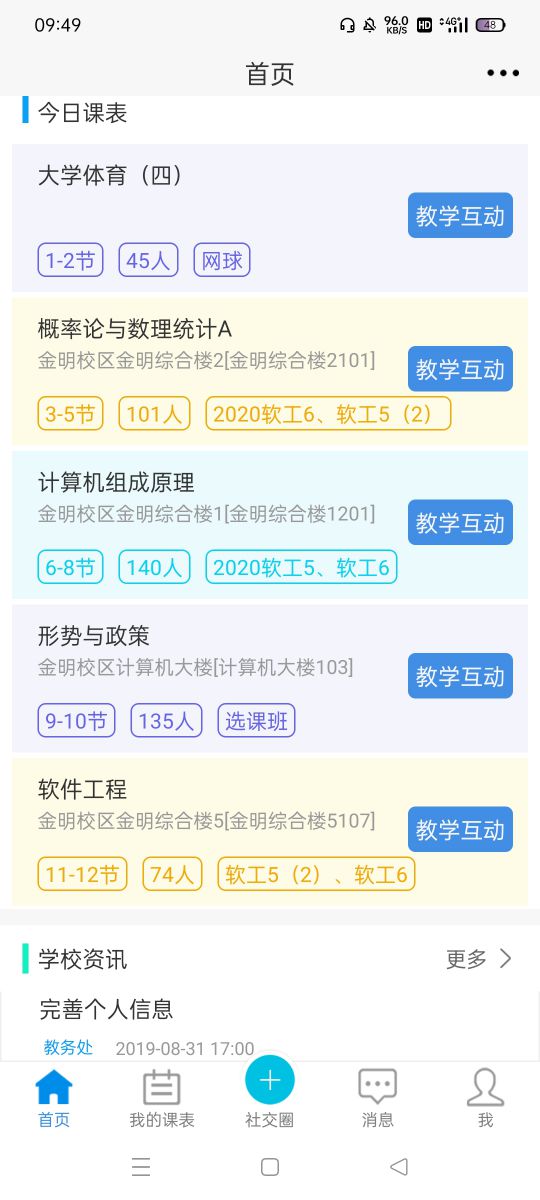 09:49
96.0
KB/S
HD
4G+
48
首页
今日课表
大学体育（四）
教学互动
1-2节 45人 网球
概率论与数理统计A
金明校区金明综合楼2[金明综合楼2101]
教学互动
3-5节 101人 2020软工6、软工5（2）
计算机组成原理
金明校区金明综合楼1[金明综合楼1201]
教学互动
6-8节 140人 2020软工5、软工6
形势与政策
金明校区计算机大楼[计算机大楼103]
教学互动
9-10节 135人 选课班
软件工程
金明校区金明综合楼5[金明综合楼5107]
教学互动
11-12节 74人 软工5（2）、软工6
学校资讯 更多
完善个人信息
教务处 2019-08-31 17:00
首页 我的课表 社交圈 消息 我